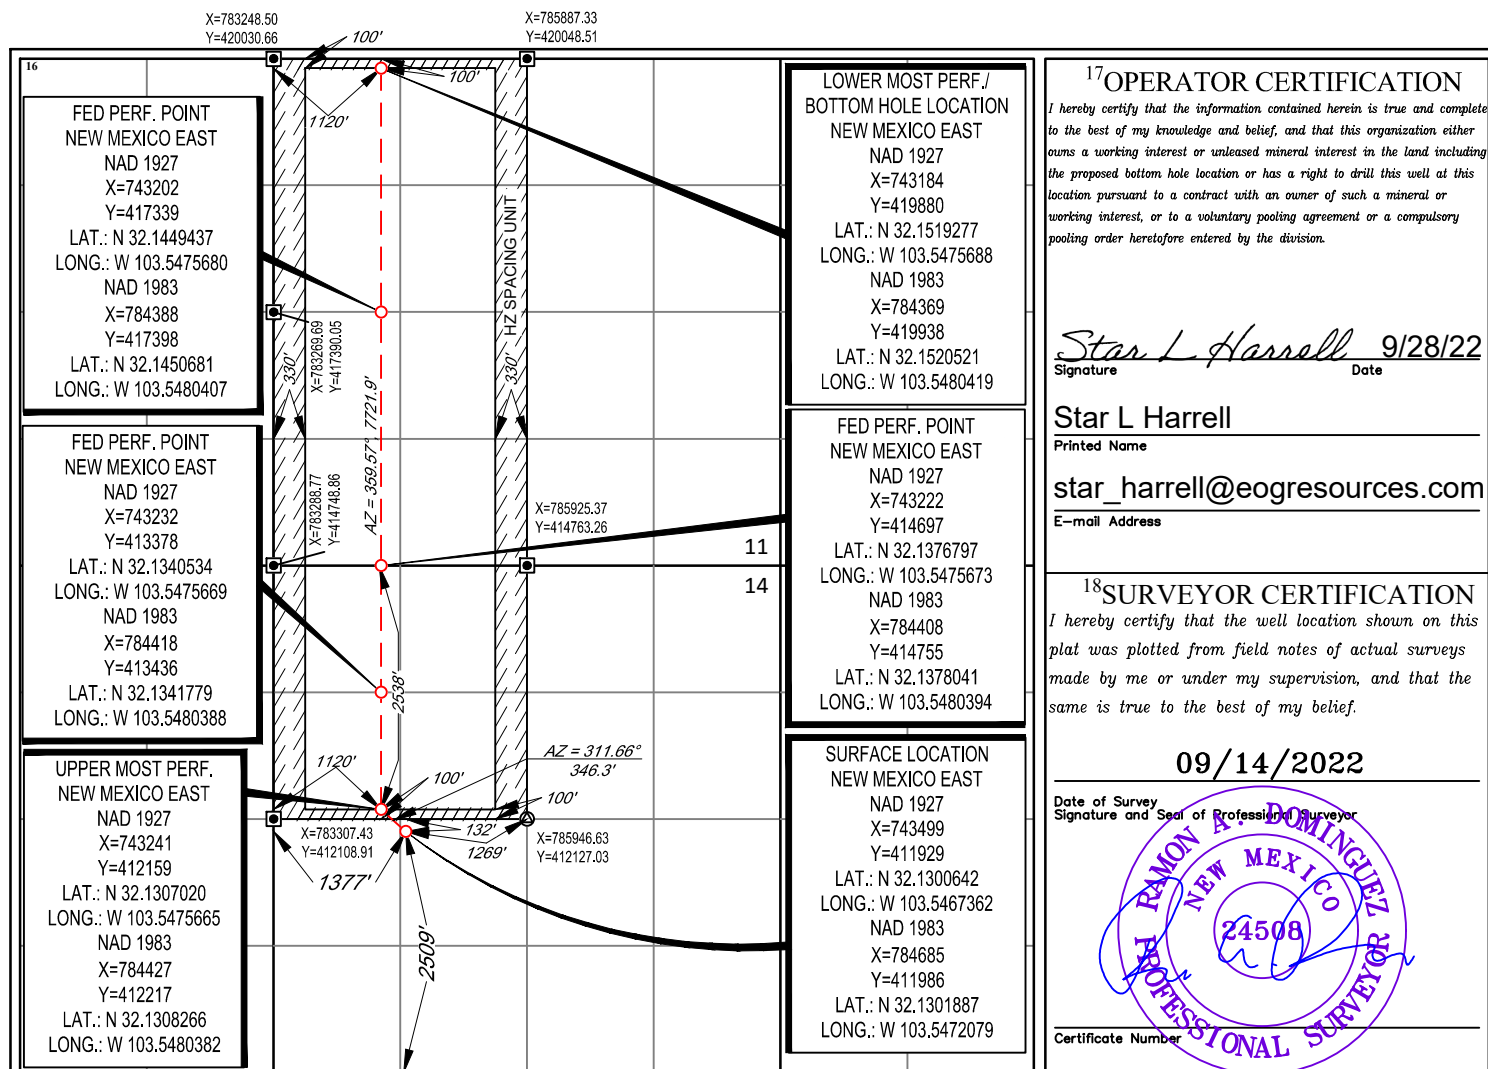 X=783248.50
Y=420030.66
X=785887.33
Y=420048.51
100'
16
100'
1120'
FED PERF. POINT
NEW MEXICO EAST
NAD 1927
X=743202
Y=417339
LAT.: N 32.1449437
LONG.: W 103.5475680
NAD 1983
X=784388
Y=417398
LAT.: N 32.1450681
LONG.: W 103.5480407
FED PERF. POINT
NEW MEXICO EAST
NAD 1927
X=743232
Y=413378
LAT.: N 32.1340534
LONG.: W 103.5475669
NAD 1983
X=784418
Y=413436
LAT.: N 32.1341779
LONG.: W 103.5480388
UPPER MOST PERF.
NEW MEXICO EAST
NAD 1927
X=743241
Y=412159
LAT.: N 32.1307020
LONG.: W 103.5475665
NAD 1983
X=784427
Y=412217
LAT.: N 32.1308266
LONG.: W 103.5480382
HZ SPACING UNIT
330'
330'
X=783269.69
Y=417390.05
AZ = 359.57°, 7721.9'
X=783288.77
Y=414748.86
X=785925.37
Y=414763.26
11
14
2538'
1120'
100'
AZ = 311.66°
346.3'
100'
132'
1269'
X=783307.43
Y=412108.91
X=785946.63
Y=412127.03
1377'
2509'
LOWER MOST PERF./
BOTTOM HOLE LOCATION
NEW MEXICO EAST
NAD 1927
X=743184
Y=419880
LAT.: N 32.1519277
LONG.: W 103.5475688
NAD 1983
X=784369
Y=419938
LAT.: N 32.1520521
LONG.: W 103.5480419
FED PERF. POINT
NEW MEXICO EAST
NAD 1927
X=743222
Y=414697
LAT.: N 32.1376797
LONG.: W 103.5475673
NAD 1983
X=784408
Y=414755
LAT.: N 32.1378041
LONG.: W 103.5480394
SURFACE LOCATION
NEW MEXICO EAST
NAD 1927
X=743499
Y=411929
LAT.: N 32.1300642
LONG.: W 103.5467362
NAD 1983
X=784685
Y=411986
LAT.: N 32.1301887
LONG.: W 103.5472079
17OPERATOR CERTIFICATION
I hereby certify that the information contained herein is true and complete
to the best of my knowledge and belief, and that this organization either
owns a working interest or unleased mineral interest in the land including
the proposed bottom hole location or has a right to drill this well at this
location pursuant to a contract with an owner of such a mineral or
working interest, or to a voluntary pooling agreement or a compulsory
pooling order heretofore entered by the division.
Star L Harrell 9/28/22
Signature Date
Star L Harrell
Printed Name
star_harrell@eogresources.com
E-mail Address
18SURVEYOR CERTIFICATION
I hereby certify that the well location shown on this
plat was plotted from field notes of actual surveys
made by me or under my supervision, and that the
same is true to the best of my belief.
09/14/2022
Date of Survey
Signature and Seal of Professional Surveyor
RAMON A. DOMINGUEZ
NEW MEXICO
24508
PROFESSIONAL SURVEYOR
Certificate Number